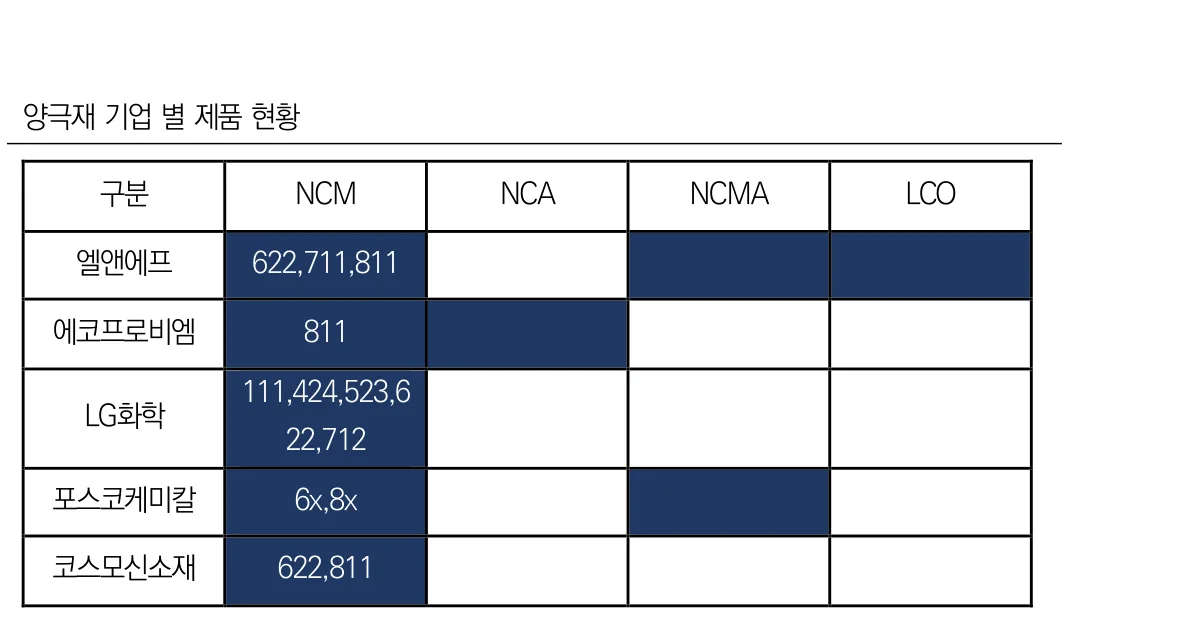 양극재 기업 별 제품 현황
구분 NCM NCA NCMA LCO
엘앤에프 622,711,811
에코프로비엠 811
LG화학 111,424,523,6
22,712
포스코케미칼 6x,8x
코스모신소재 622,811